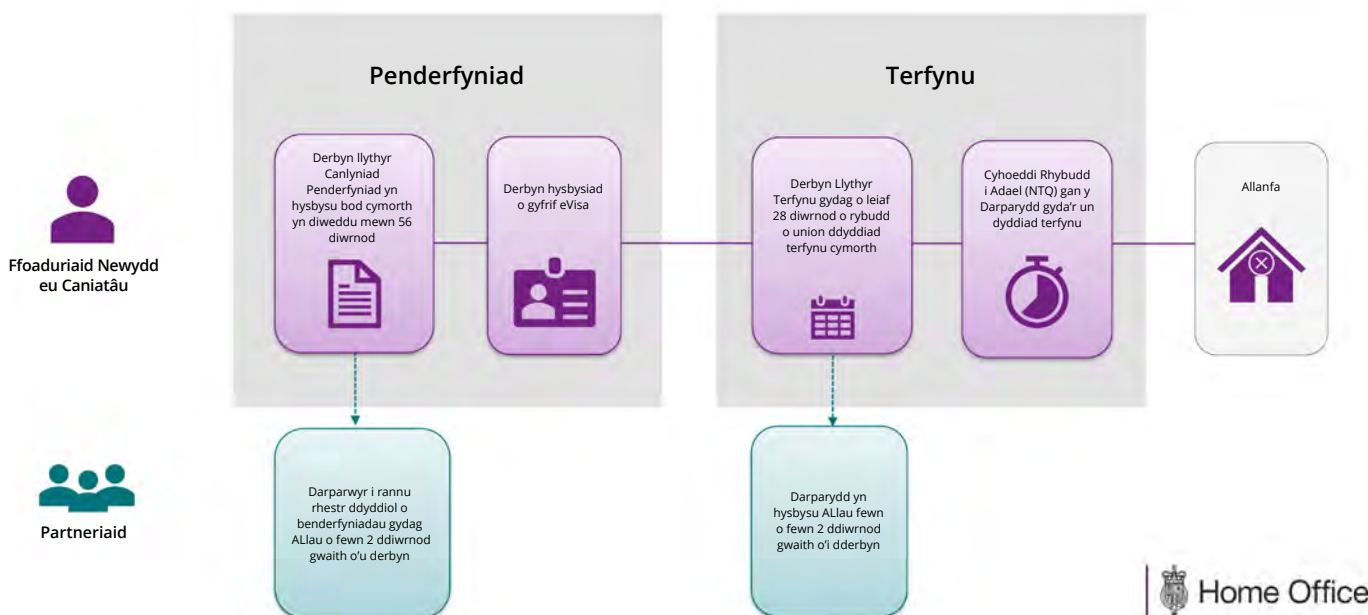 Penderfyniad
Terfynu
Derbyn llythyr
Canlyniad
Penderfyniad yn
hysbysu bod cymorth
yn diweddu mewn 56
diwrnod
Derbyn hysbysiad
o gyfrif eVisa
Derbyn Llythyr
Terfynu gydag o leiaf
28 diwrnod o rybudd
o union ddyddiad
terfynu cymorth
Cyhoeddi Rhybudd
i Adael (NTQ) gan y
Darparydd gyda'r un
dyddiad terfynu
Allanfa
Ffoaduriaid Newydd
eu Caniatâu
Partneriaid
Darparwyr i rannu
rhestr ddyddiol o
benderfyniadau gydag
ALlau o fewn 2 ddiwrnod
gwaith o'u derbyn
Darparydd yn
hysbysu ALlau fewn
o fewn 2 ddiwrnod
gwaith o'i dderbyn
Home Office